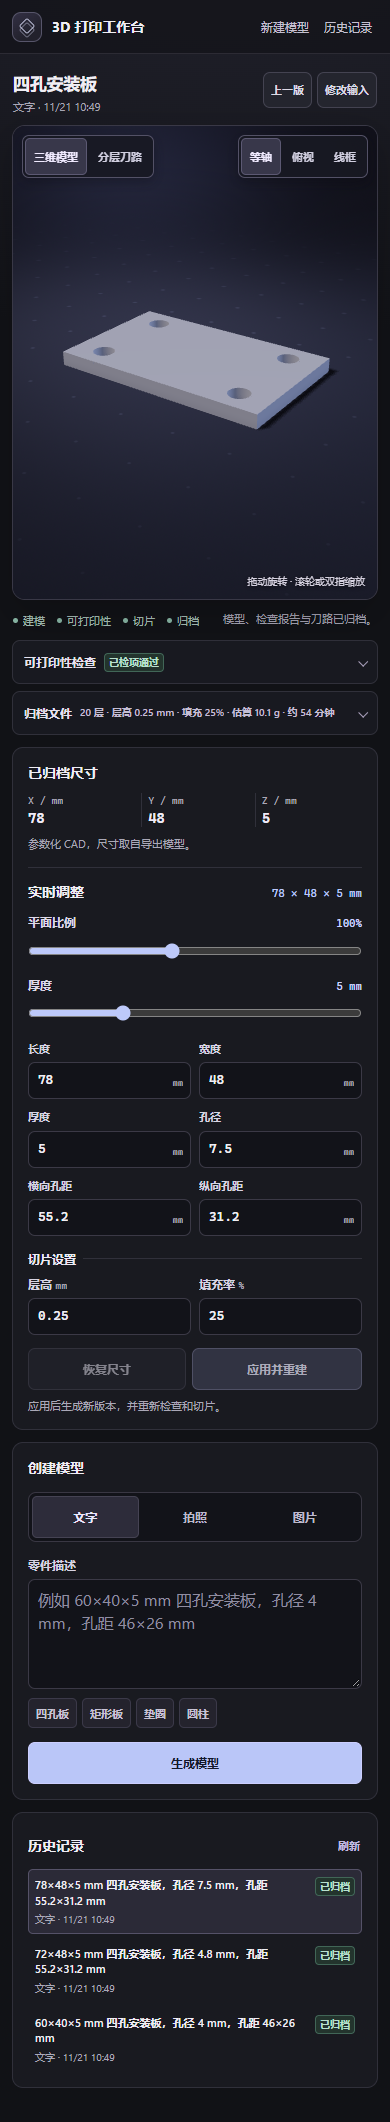 3D 打印工作台
新建模型 历史记录
四孔安装板
文字 · 11/21 10:49
上一版 修改输入
三维模型 分层刀路
等轴 俯视 线框
拖动旋转 · 滚轮或双指缩放
建模 可打印性 切片 归档
模型、检查报告与刀路已归档。
可打印性检查 已检项通过
归档文件 20 层 · 层高 0.25 mm · 填充 25% · 估算 10.1 g · 约 54 分钟
已归档尺寸
X / mm Y / mm Z / mm
78 48 5
参数化 CAD，尺寸取自导出模型。
实时调整 78 × 48 × 5 mm
平面比例 100%
厚度 5 mm
长度 宽度
78 mm 48 mm
厚度 孔径
5 mm 7.5 mm
横向孔距 纵向孔距
55.2 mm 31.2 mm
切片设置
层高 mm 填充率 %
0.25 25
恢复尺寸 应用并重建
应用后生成新版本，并重新检查和切片。
创建模型
文字 拍照 图片
零件描述
例如 60×40×5 mm 四孔安装板，孔径 4
mm，孔距 46×26 mm
四孔板 矩形板 垫圈 圆柱
生成模型
历史记录 刷新
78×48×5 mm 四孔安装板，孔径 7.5 mm，孔距
55.2×31.2 mm
已归档
文字 · 11/21 10:49
72×48×5 mm 四孔安装板，孔径 4.8 mm，孔距
55.2×31.2 mm
已归档
文字 · 11/21 10:49
60×40×5 mm 四孔安装板，孔径 4 mm，孔距 46×26
mm
已归档
文字 · 11/21 10:49